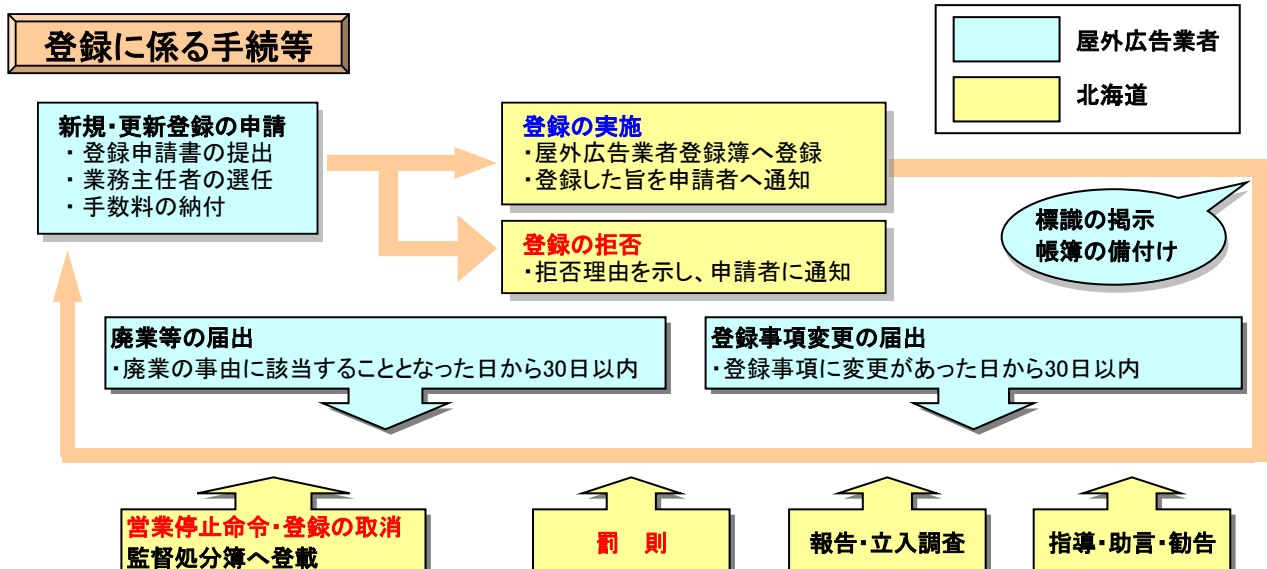 登録に係る手続等
屋外広告業者
北海道
新規・更新登録の申請
・登録申請書の提出
・業務主任者の選任
・手数料の納付
登録の実施
・屋外広告業者登録簿へ登録
・登録した旨を申請者へ通知
登録の拒否
・拒否理由を示し、申請者に通知
標識の掲示
帳簿の備付け
廃業等の届出
・廃業の事由に該当することとなった日から30日以内
登録事項変更の届出
・登録事項に変更があった日から30日以内
営業停止命令・登録の取消
監督処分簿へ登載
罰　則
報告・立入調査
指導・助言・勧告